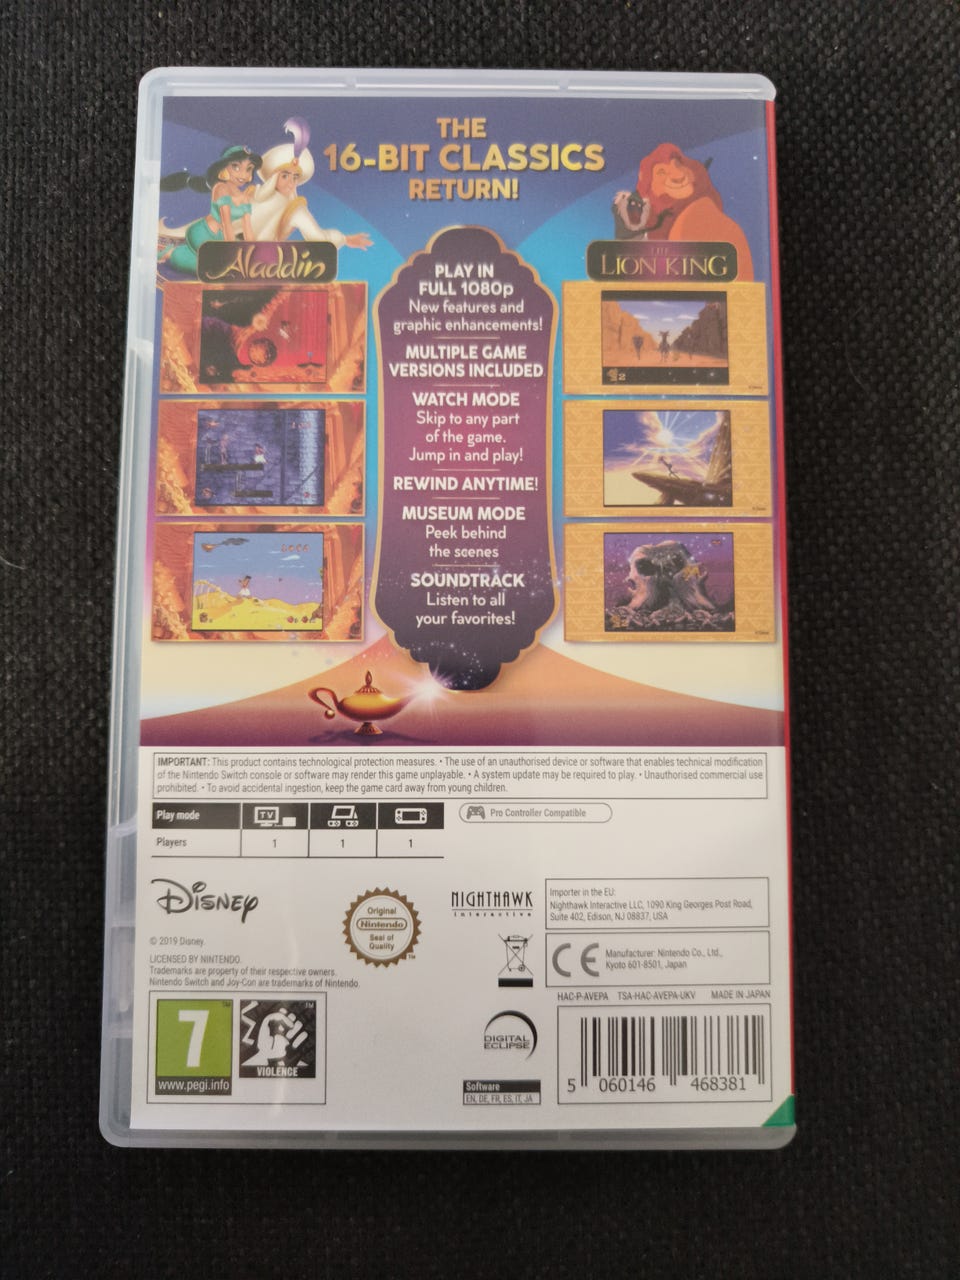 THE
16-BIT CLASSICS
RETURN!
Aladdin
THE
LION KING
PLAY IN
FULL 1080p
New features and
graphic enhancements!
MULTIPLE GAME
VERSIONS INCLUDED
WATCH MODE
Skip to any part
of the game.
Jump in and play!
REWIND ANYTIME!
MUSEUM MODE
Peek behind
the scenes
SOUNDTRACK
Listen to all
your favorites!
IMPORTANT: This product contains technological protection measures. • The use of an unauthorised device or software that enables technical modification
of the Nintendo Switch console or software may render this game unplayable. • A system update may be required to play. • Unauthorised commercial use
prohibited. • To avoid accidental ingestion, keep the game card away from young children.
Play mode
TV
Pro Controller Compatible
Players 1 1 1
Disney
© 2019 Disney.
LICENSED BY NINTENDO.
Trademarks are property of their respective owners.
Nintendo Switch and Joy-Con are trademarks of Nintendo.
Original
Nintendo
Seal of
Quality
TM
NIGHTHAWK
interactive
Importer in the EU:
Nighthawk Interactive LLC, 1090 King Georges Post Road,
Suite 402, Edison, NJ 08837, USA
CE
Manufacturer: Nintendo Co., Ltd.,
Kyoto 601-8501, Japan
HAC-P-AVEPA TSA-HAC-AVEPA-UKV MADE IN JAPAN
7
www.pegi.info
VIOLENCE
DIGITAL
ECLIPSE
Software
EN, DE, FR, ES, IT, JA
5 060146 468381